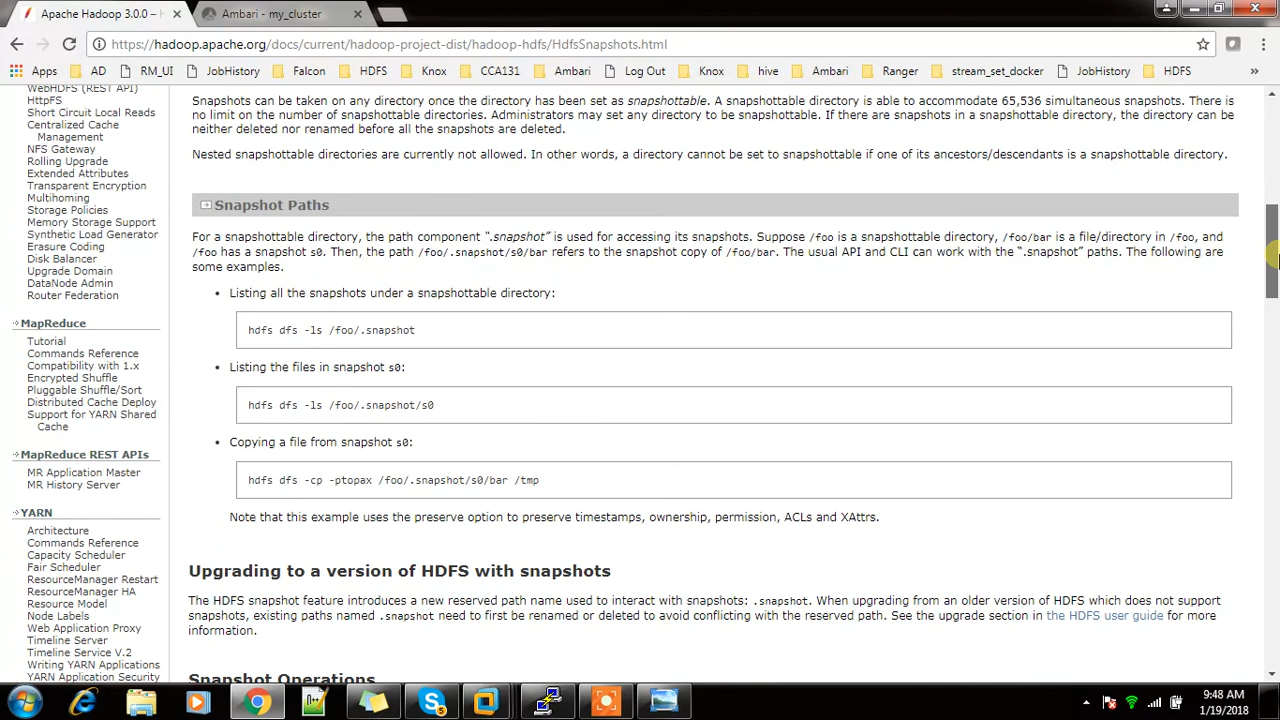 Apache Hadoop 3.0.0 –
Ambari - my_cluster
https://hadoop.apache.org/docs/current/hadoop-project-dist/hadoop-hdfs/HdfsSnapshots.html
Apps AD RM_UI JobHistory Falcon HDFS Knox CCA131 Ambari Log Out Knox hive Ambari Ranger stream_set_docker JobHistory HDFS »
WebHDFS (REST API)
HttpFS
Short Circuit Local Reads
Centralized Cache
Management
NFS Gateway
Rolling Upgrade
Extended Attributes
Transparent Encryption
Multihoming
Storage Policies
Memory Storage Support
Synthetic Load Generator
Erasure Coding
Disk Balancer
Upgrade Domain
DataNode Admin
Router Federation
MapReduce
Tutorial
Commands Reference
Compatibility with 1.x
Encrypted Shuffle
Pluggable Shuffle/Sort
Distributed Cache Deploy
Support for YARN Shared
Cache
MapReduce REST APIs
MR Application Master
MR History Server
YARN
Architecture
Commands Reference
Capacity Scheduler
Fair Scheduler
ResourceManager Restart
ResourceManager HA
Resource Model
Node Labels
Web Application Proxy
Timeline Server
Timeline Service V.2
Writing YARN Applications
YARN Application Security
Snapshots can be taken on any directory once the directory has been set as snapshottable. A snapshottable directory is able to accommodate 65,536 simultaneous snapshots. There is
no limit on the number of snapshottable directories. Administrators may set any directory to be snapshottable. If there are snapshots in a snapshottable directory, the directory can be
neither deleted nor renamed before all the snapshots are deleted.
Nested snapshottable directories are currently not allowed. In other words, a directory cannot be set to snapshottable if one of its ancestors/descendants is a snapshottable directory.
Snapshot Paths
For a snapshottable directory, the path component “.snapshot” is used for accessing its snapshots. Suppose /foo is a snapshottable directory, /foo/bar is a file/directory in /foo, and
/foo has a snapshot s0. Then, the path /foo/.snapshot/s0/bar refers to the snapshot copy of /foo/bar. The usual API and CLI can work with the “.snapshot” paths. The following are
some examples.
• Listing all the snapshots under a snapshottable directory:
hdfs dfs -ls /foo/.snapshot
• Listing the files in snapshot s0:
hdfs dfs -ls /foo/.snapshot/s0
• Copying a file from snapshot s0:
hdfs dfs -cp -ptopax /foo/.snapshot/s0/bar /tmp
Note that this example uses the preserve option to preserve timestamps, ownership, permission, ACLs and XAttrs.
Upgrading to a version of HDFS with snapshots
The HDFS snapshot feature introduces a new reserved path name used to interact with snapshots: .snapshot. When upgrading from an older version of HDFS which does not support
snapshots, existing paths named .snapshot need to first be renamed or deleted to avoid conflicting with the reserved path. See the upgrade section in the HDFS user guide for more
information.
Snapshot Operations
9:48 AM
1/19/2018